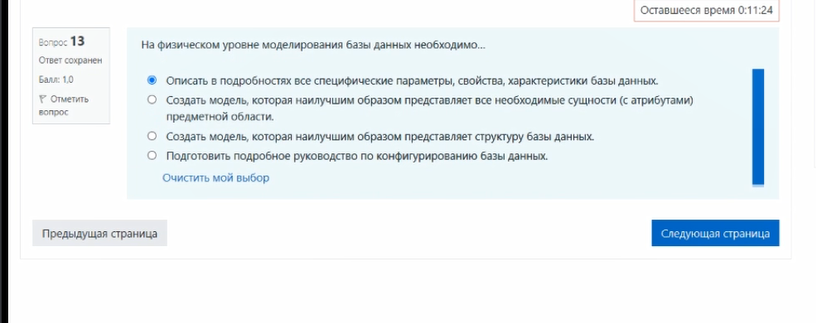 Оставшееся время 0:11:24
Вопрос 13
Ответ сохранен
Балл: 1,0
Отметить
вопрос
На физическом уровне моделирования базы данных необходимо...
Описать в подробностях все специфические параметры, свойства, характеристики базы данных.
Создать модель, которая наилучшим образом представляет все необходимые сущности (с атрибутами)
предметной области.
Создать модель, которая наилучшим образом представляет структуру базы данных.
Подготовить подробное руководство по конфигурированию базы данных.
Очистить мой выбор
Предыдущая страница
Следующая страница